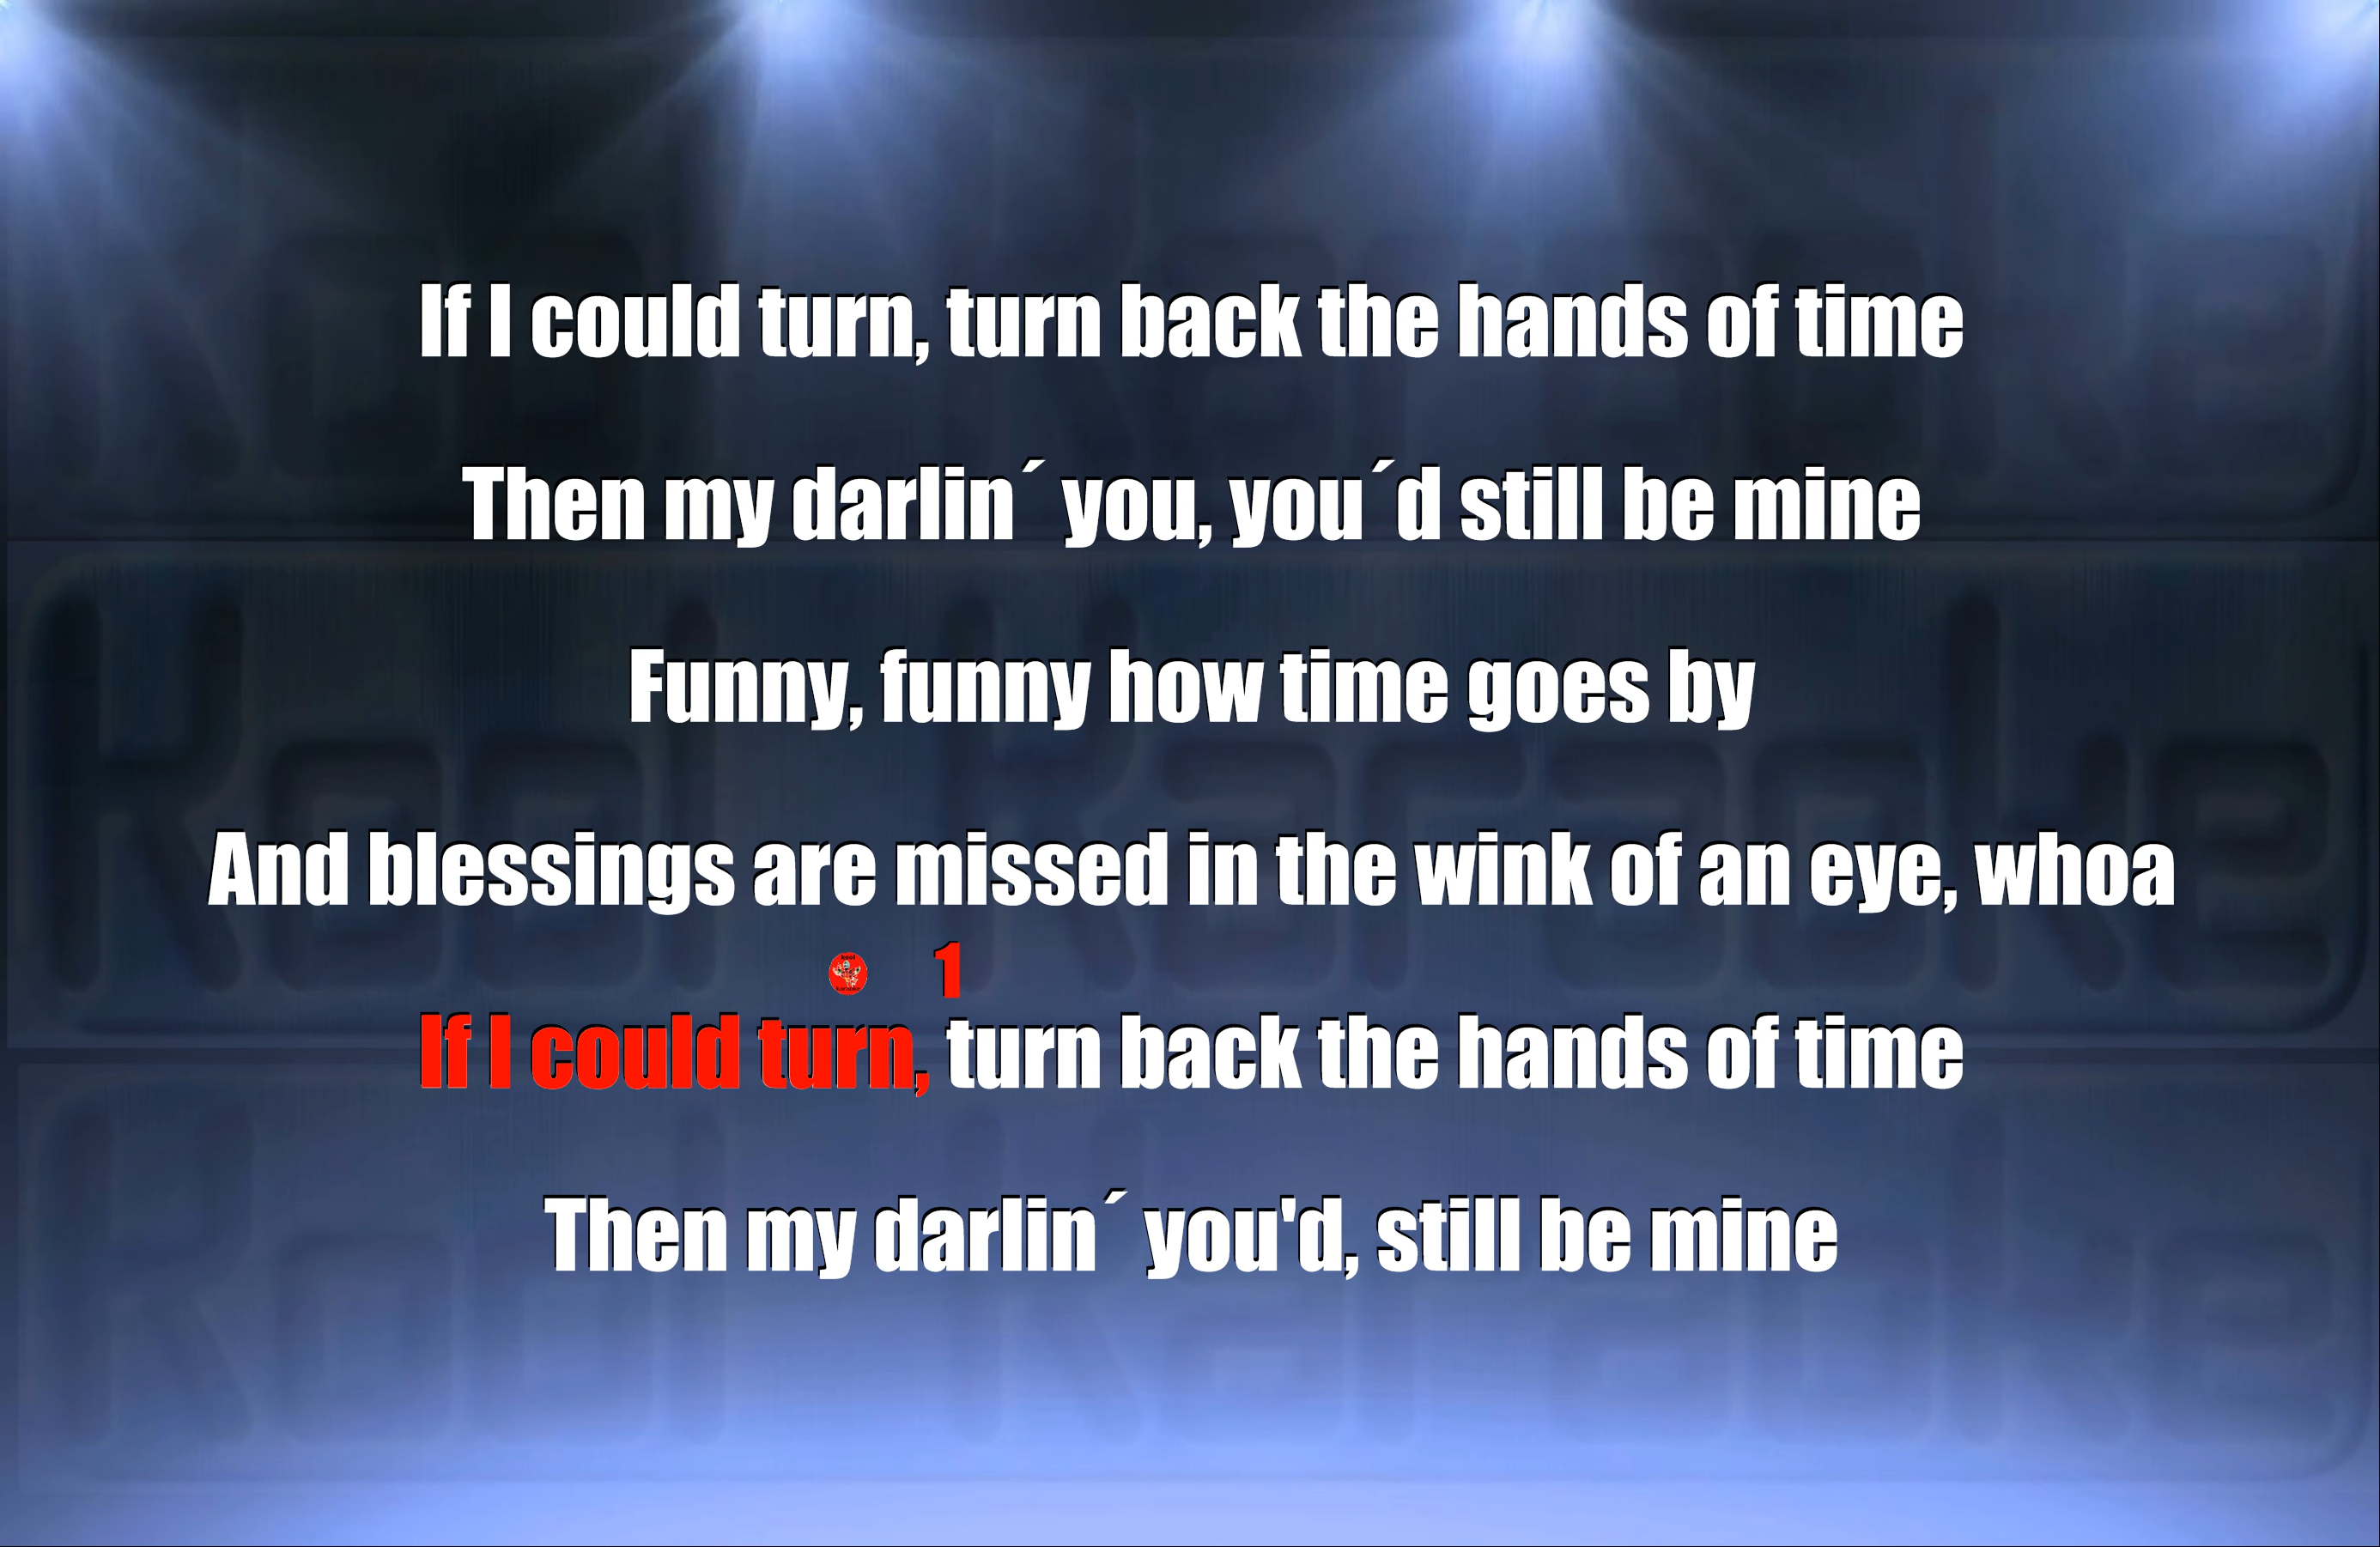 If I could turn, turn back the hands of time
Then my darlin´ you, you´d still be mine
Funny, funny how time goes by
And blessings are missed in the wink of an eye, whoa
1
If I could turn, turn back the hands of time
Then my darlin´ you'd, still be mine
Kool Karaoke